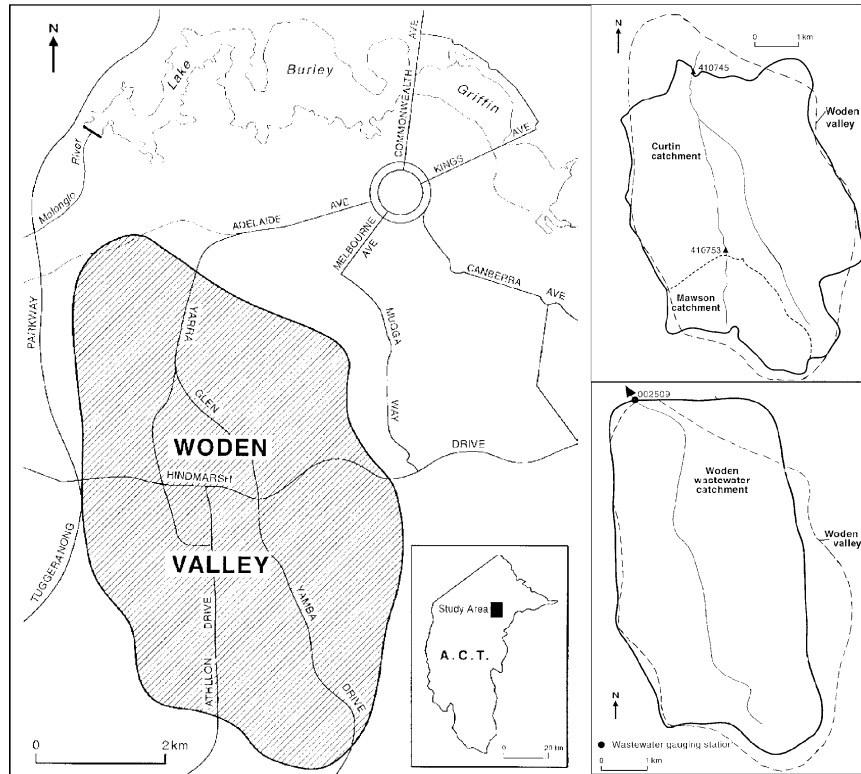 N
Lake
Burley
Griffin
COMMONWEALTH AVE
KINGS AVE
River
Molonglo
ADELAIDE AVE
MELBOURNE AVE
CANBERRA AVE
PARKWAY
YARRA
GLEN
MUGGA
WAY
WODEN
HINDMARSH
DRIVE
VALLEY
TUGGERANONG
ATHLLON DRIVE
YAMBA
DRIVE
0 2 km
Study Area
A.C.T.
0 20 km
N
0 1 km
410745
Woden
valley
Curtin
catchment
410753
Mawson
catchment
002509
Woden
wastewater
catchment
Woden
valley
N
Wastewater gauging station
0 1 km